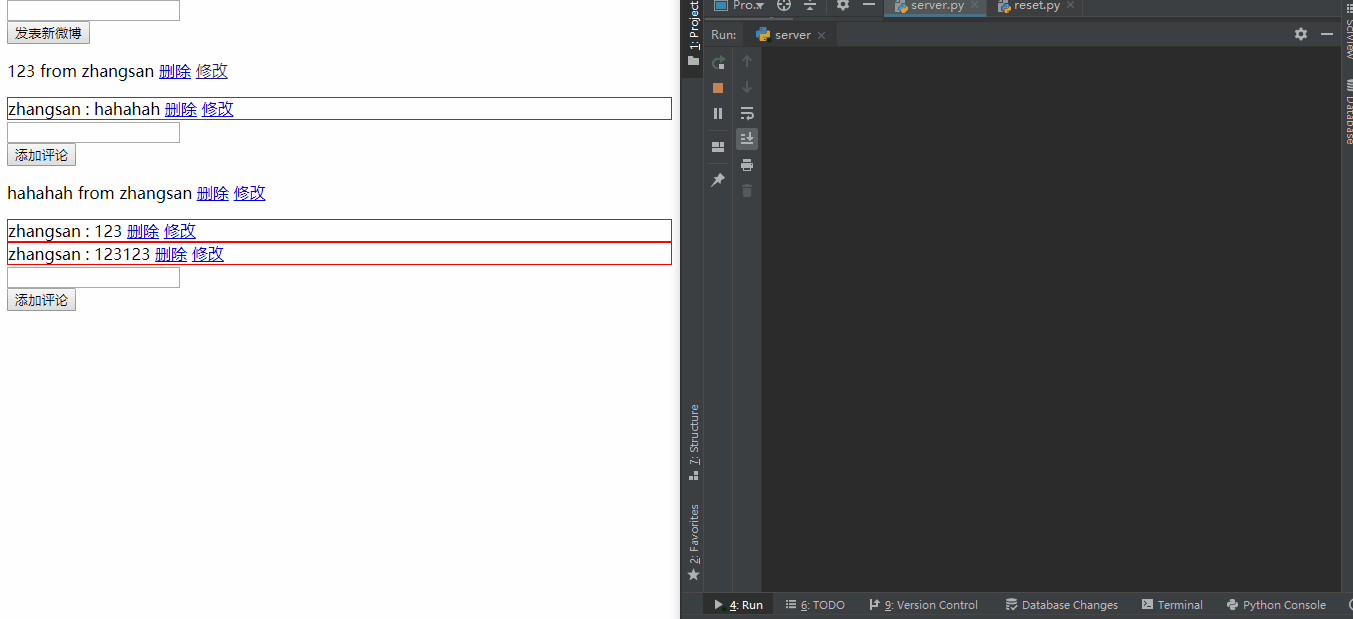 发表新微博
123 from zhangsan 删除 修改
zhangsan : hahahah 删除 修改
添加评论
hahahah from zhangsan 删除 修改
zhangsan : 123 删除 修改
zhangsan : 123123 删除 修改
添加评论
1: Project
7: Structure
2: Favorites
Pro...
server.py
reset.py
Run:
server
SciView
Database
4: Run
6: TODO
9: Version Control
Database Changes
Terminal
Python Console